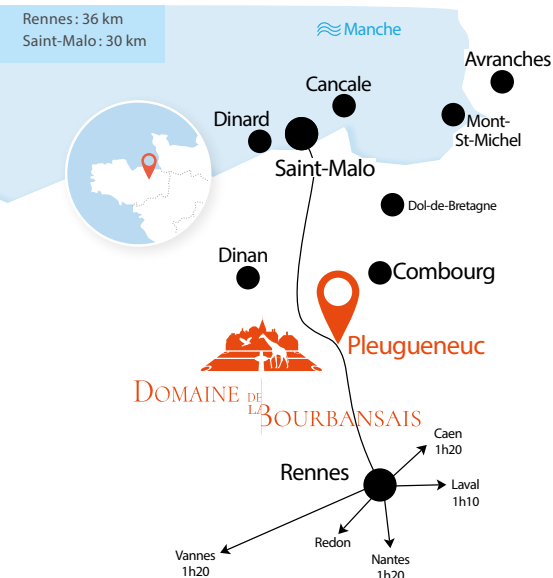 Rennes : 36 km
Saint-Malo : 30 km
Manche
Avranches
Cancale
Dinard
Mont-
St-Michel
Saint-Malo
Dol-de-Bretagne
Dinan
Combourg
Pleugueneuc
DOMAINE DE
LA
BOURBANSAIS
Caen
1h20
Rennes
Laval
1h10
Redon
Vannes
1h20
Nantes
1h20